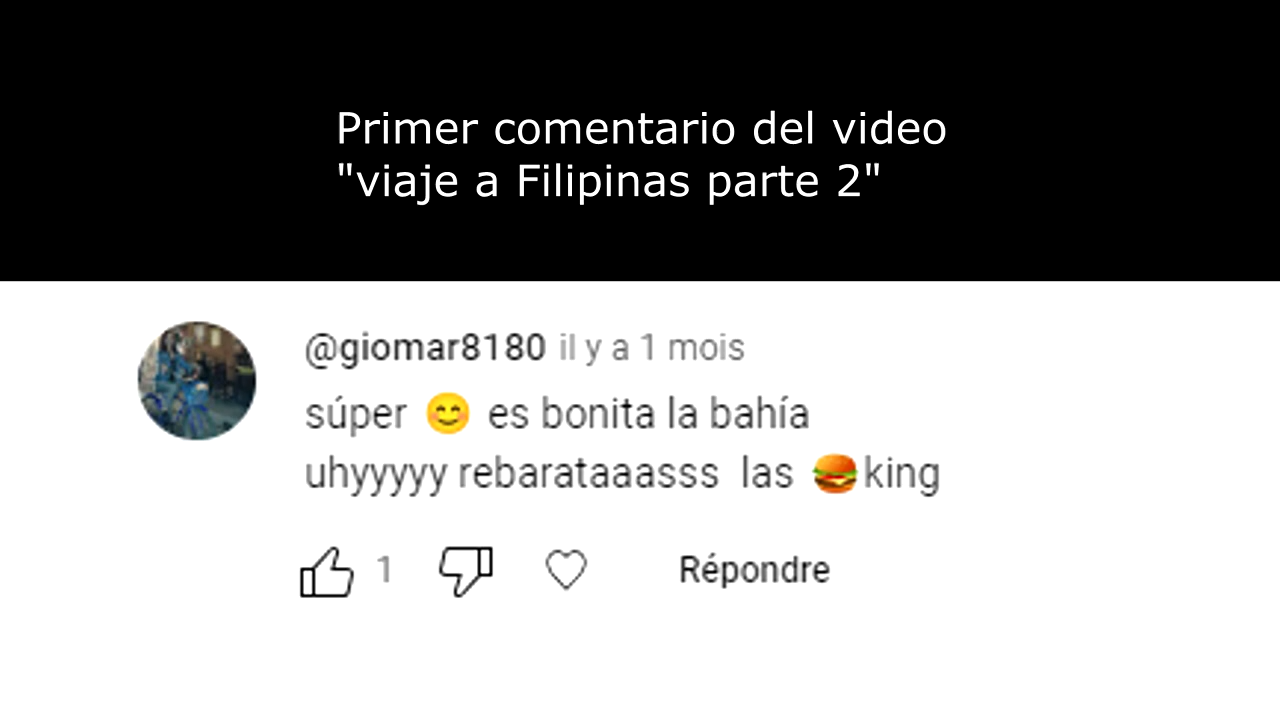 Primer comentario del video
"viaje a Filipinas parte 2"
@giomar8180 il y a 1 mois
súper 😊 es bonita la bahía
uhyyyyy rebarataaasss las 🍔king
1 Répondre